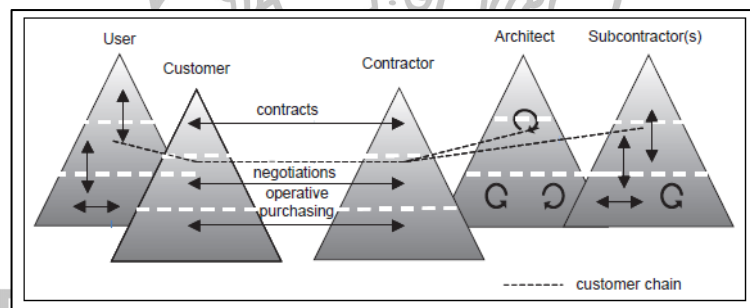 User
Customer
Contractor
Architect
Subcontractor(s)
contracts
negotiations
operative
purchasing
customer chain